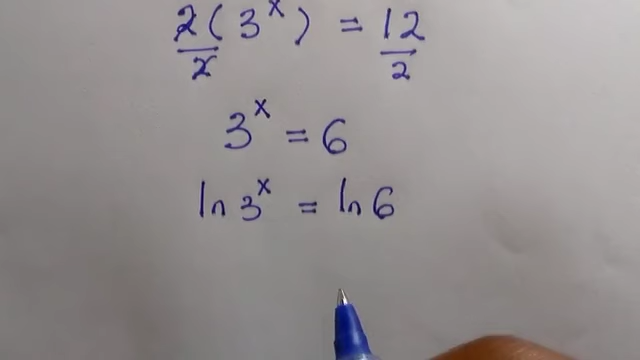 2(3^x)/2 = 12/2
3^x = 6
ln 3^x = ln 6